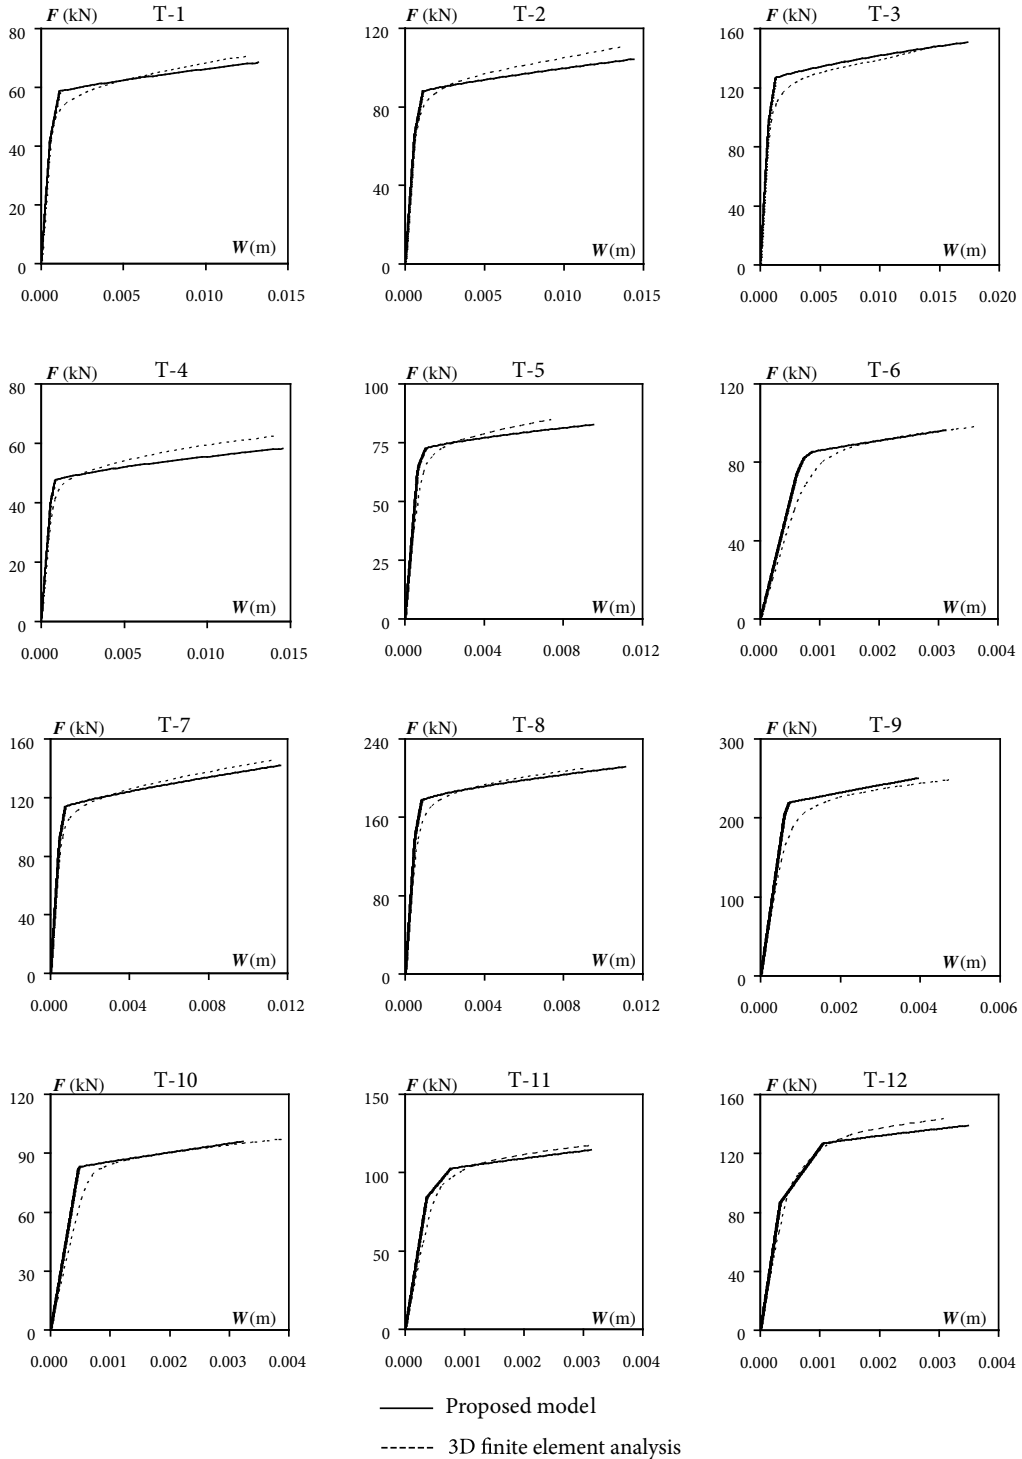 F (kN) T-1
80
60
40
20
0
W(m)
0.000 0.005 0.010 0.015
F (kN) T-2
120
80
40
0
W(m)
0.000 0.005 0.010 0.015
F (kN) T-3
160
120
80
40
0
W(m)
0.000 0.005 0.010 0.015 0.020
F (kN) T-4
80
60
40
20
0
W(m)
0.000 0.005 0.010 0.015
F (kN) T-5
100
75
50
25
0
W(m)
0.000 0.004 0.008 0.012
F (kN) T-6
120
80
40
0
W(m)
0.000 0.001 0.002 0.003 0.004
F (kN) T-7
160
120
80
40
0
W(m)
0.000 0.004 0.008 0.012
F (kN) T-8
240
160
80
0
W(m)
0.000 0.004 0.008 0.012
F (kN) T-9
300
200
100
0
W(m)
0.000 0.002 0.004 0.006
F (kN) T-10
120
90
60
30
0
W(m)
0.000 0.001 0.002 0.003 0.004
F (kN) T-11
150
100
50
0
W(m)
0.000 0.001 0.002 0.003 0.004
F (kN) T-12
160
120
80
40
0
W(m)
0.000 0.001 0.002 0.003 0.004
Proposed model
3D finite element analysis